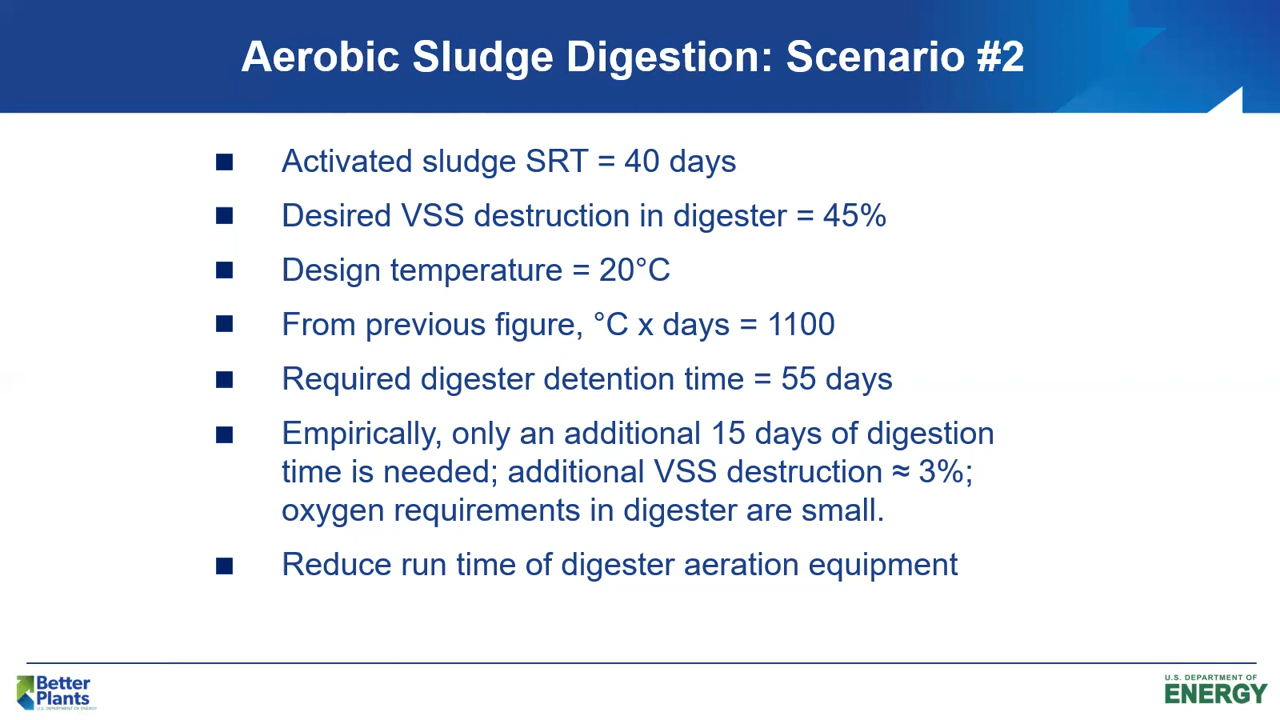 Aerobic Sludge Digestion: Scenario #2
■ Activated sludge SRT = 40 days
■ Desired VSS destruction in digester = 45%
■ Design temperature = 20°C
■ From previous figure, °C x days = 1100
■ Required digester detention time = 55 days
■ Empirically, only an additional 15 days of digestion
time is needed; additional VSS destruction ≈ 3%;
oxygen requirements in digester are small.
■ Reduce run time of digester aeration equipment
Better
Plants
U.S. DEPARTMENT OF ENERGY
U.S. DEPARTMENT OF
ENERGY